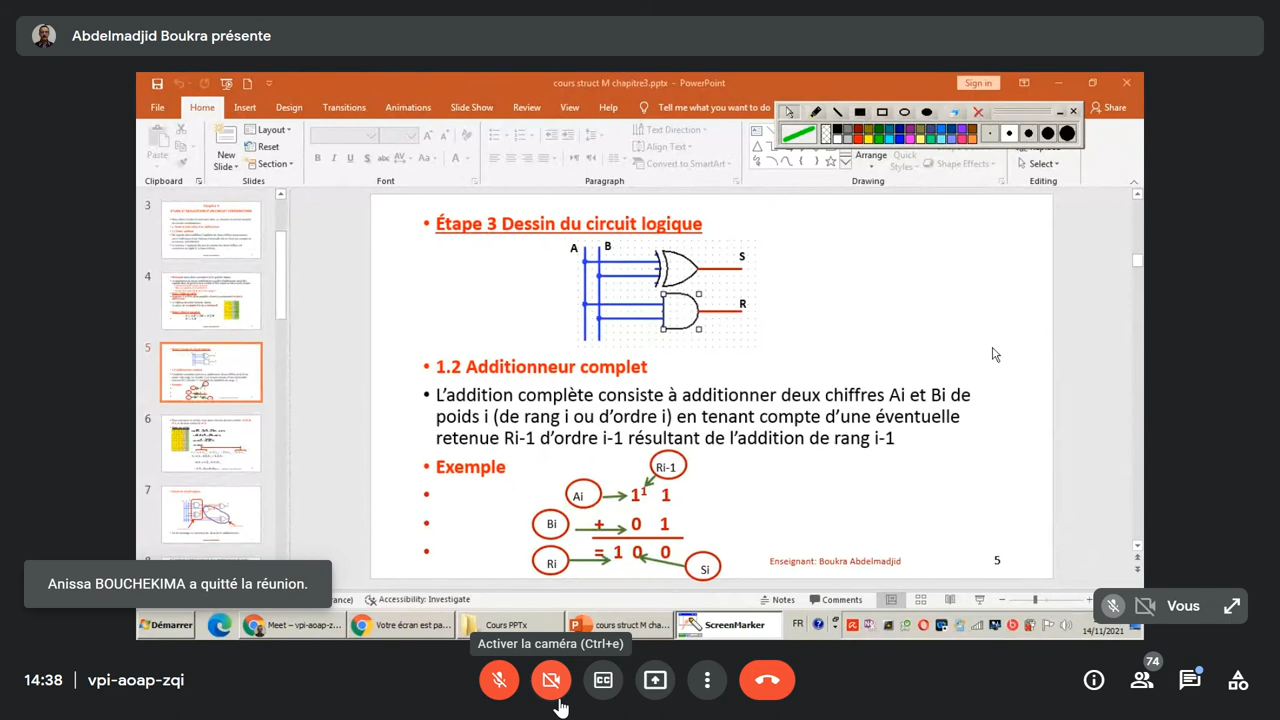 Abdelmadjid Boukra présente
cours struct M chapitre3.pptx - PowerPoint
Sign in
File Home Insert Design Transitions Animations Slide Show Review View Help Tell me what you want to do Share
Paste
New
Slide
Layout
Reset
Section
Text Direction
Align Text
Convert to SmartArt
Arrange
Quick
Styles
Shape Effects
Select
Clipboard Slides Font Paragraph Drawing Editing
3
4
5
6
7
Étape 3 Dessin du circuit logique
A B S
R
1.2 Additionneur complet
L’addition complète consiste à additionner deux chiffres Ai et Bi de
poids i (de rang i ou d’ordre i) en tenant compte d’une éventuelle
retenue Ri-1 d’ordre i-1 résultant de l’addition de rang i-1
Exemple
Ri-1
Ai 1¹ 1
Bi + 0 1
Ri = 1 0 0 Si
Enseignant: Boukra Abdelmadjid 5
Anissa BOUCHEKIMA a quitté la réunion.
Accessibility: Investigate Notes Comments
Vous
Démarrer Meet – vpi-aoap-z... Votre écran est pa... Cours PPTx cours struct M cha... ScreenMarker FR 14/11/2021
Activer la caméra (Ctrl+e)
14:38 vpi-aoap-zqi
74